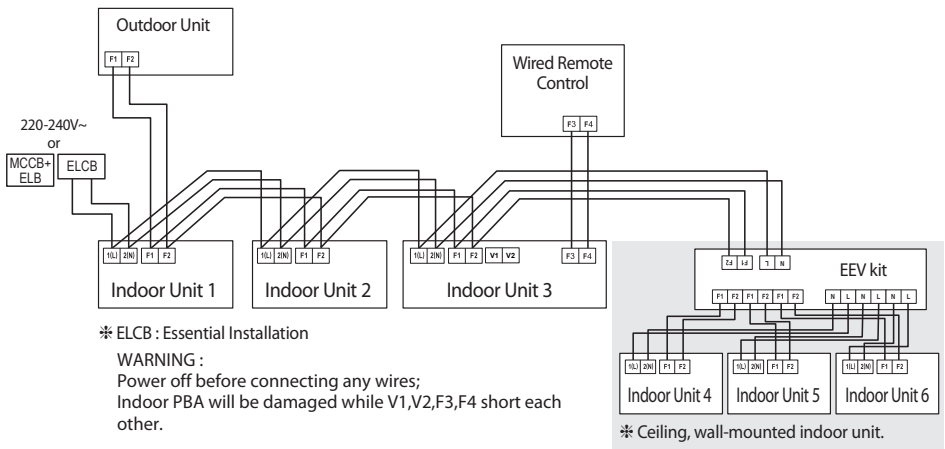 Outdoor Unit
F1 F2
Wired Remote
Control
F3 F4
220-240V~
or
MCCB+
ELB
ELCB
1(L) 2(N) F1 F2
Indoor Unit 1
1(L) 2(N) F1 F2
Indoor Unit 2
1(L) 2(N) F1 F2 V1 V2 F3 F4
Indoor Unit 3
F2 F1 L N
EEV kit
F1 F2 F1 F2 F1 F2 N L N L N L
1(L) 2(N) F1 F2
Indoor Unit 4
1(L) 2(N) F1 F2
Indoor Unit 5
1(L) 2(N) F1 F2
Indoor Unit 6
❈ Ceiling, wall-mounted indoor unit.
❈ ELCB : Essential Installation
WARNING :
Power off before connecting any wires;
Indoor PBA will be damaged while V1,V2,F3,F4 short each
other.